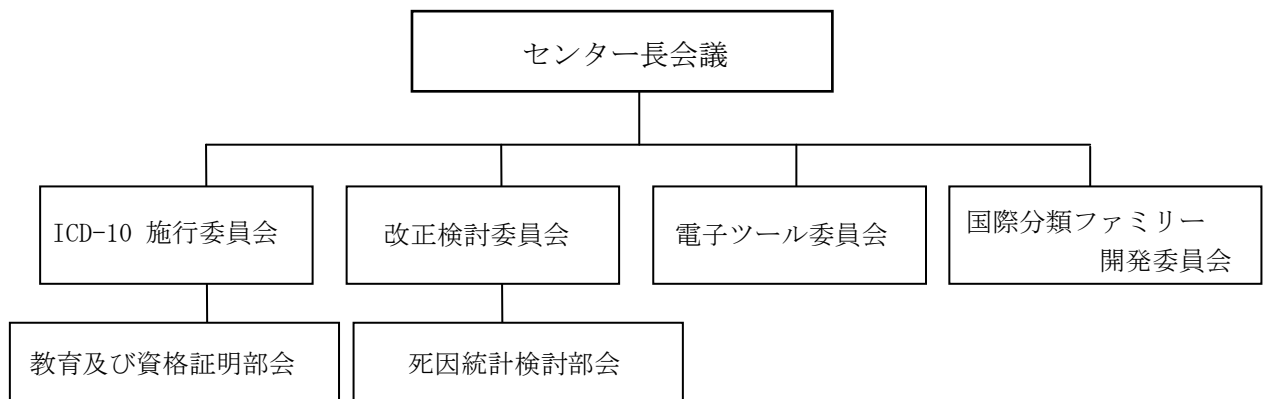 センター長会議
ICD-10 施行委員会
改正検討委員会
電子ツール委員会
国際分類ファミリー
開発委員会
教育及び資格証明部会
死因統計検討部会